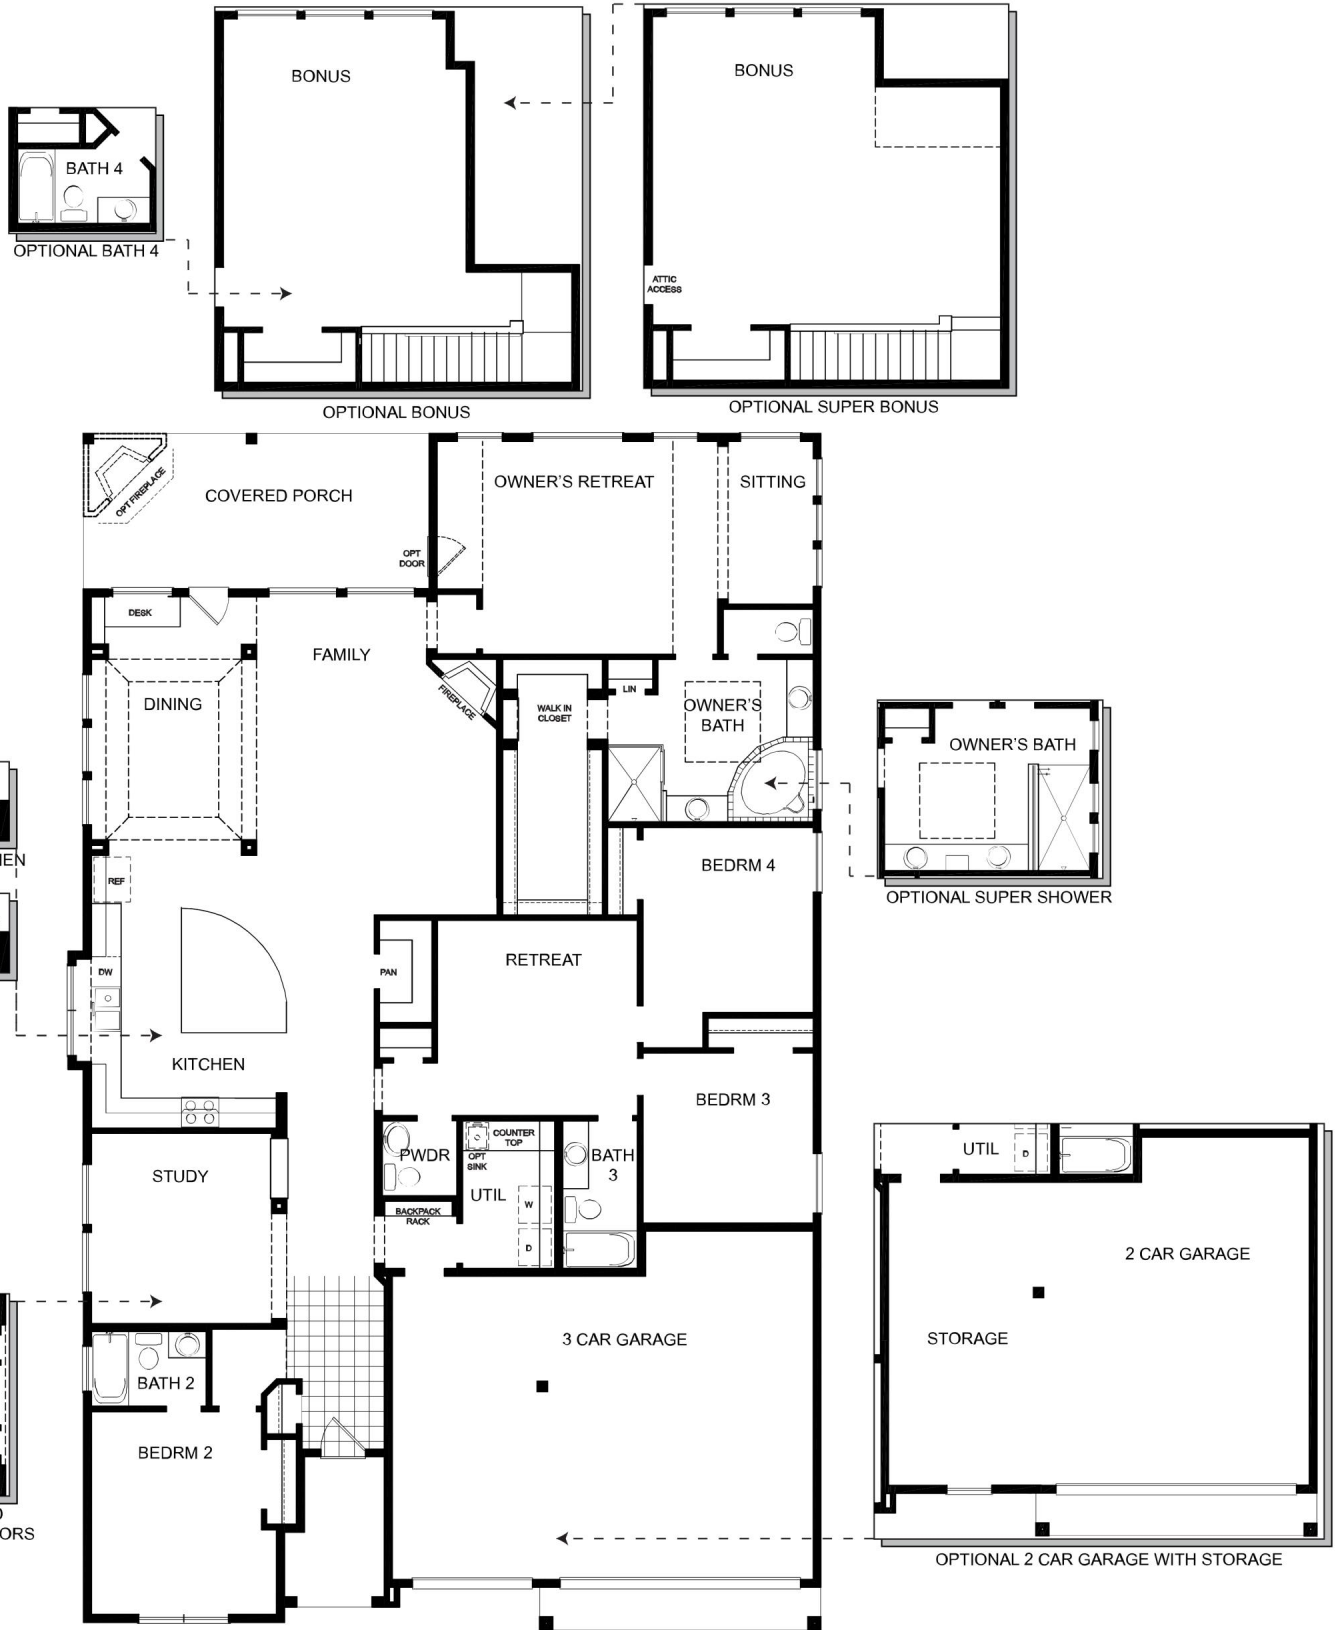 BONUS
BONUS
BATH 4
OPTIONAL BATH 4
ATTIC
ACCESS
OPTIONAL BONUS
OPTIONAL SUPER BONUS
OPT FIREPLACE
COVERED PORCH
OWNER'S RETREAT
SITTING
OPT
DOOR
DESK
FAMILY
FIREPLACE
DINING
WALK IN
CLOSET
LIN
OWNER'S
BATH
OWNER'S BATH
OPTIONAL SUPER SHOWER
REF
BEDRM 4
RETREAT
PAN
DW
KITCHEN
BEDRM 3
STUDY
PWDR
COUNTER
TOP
OPT
SINK
UTIL
BATH
3
BACKPACK
RACK
W
D
UTIL
D
2 CAR GARAGE
STORAGE
3 CAR GARAGE
BATH 2
BEDRM 2
ORS
OPTIONAL 2 CAR GARAGE WITH STORAGE